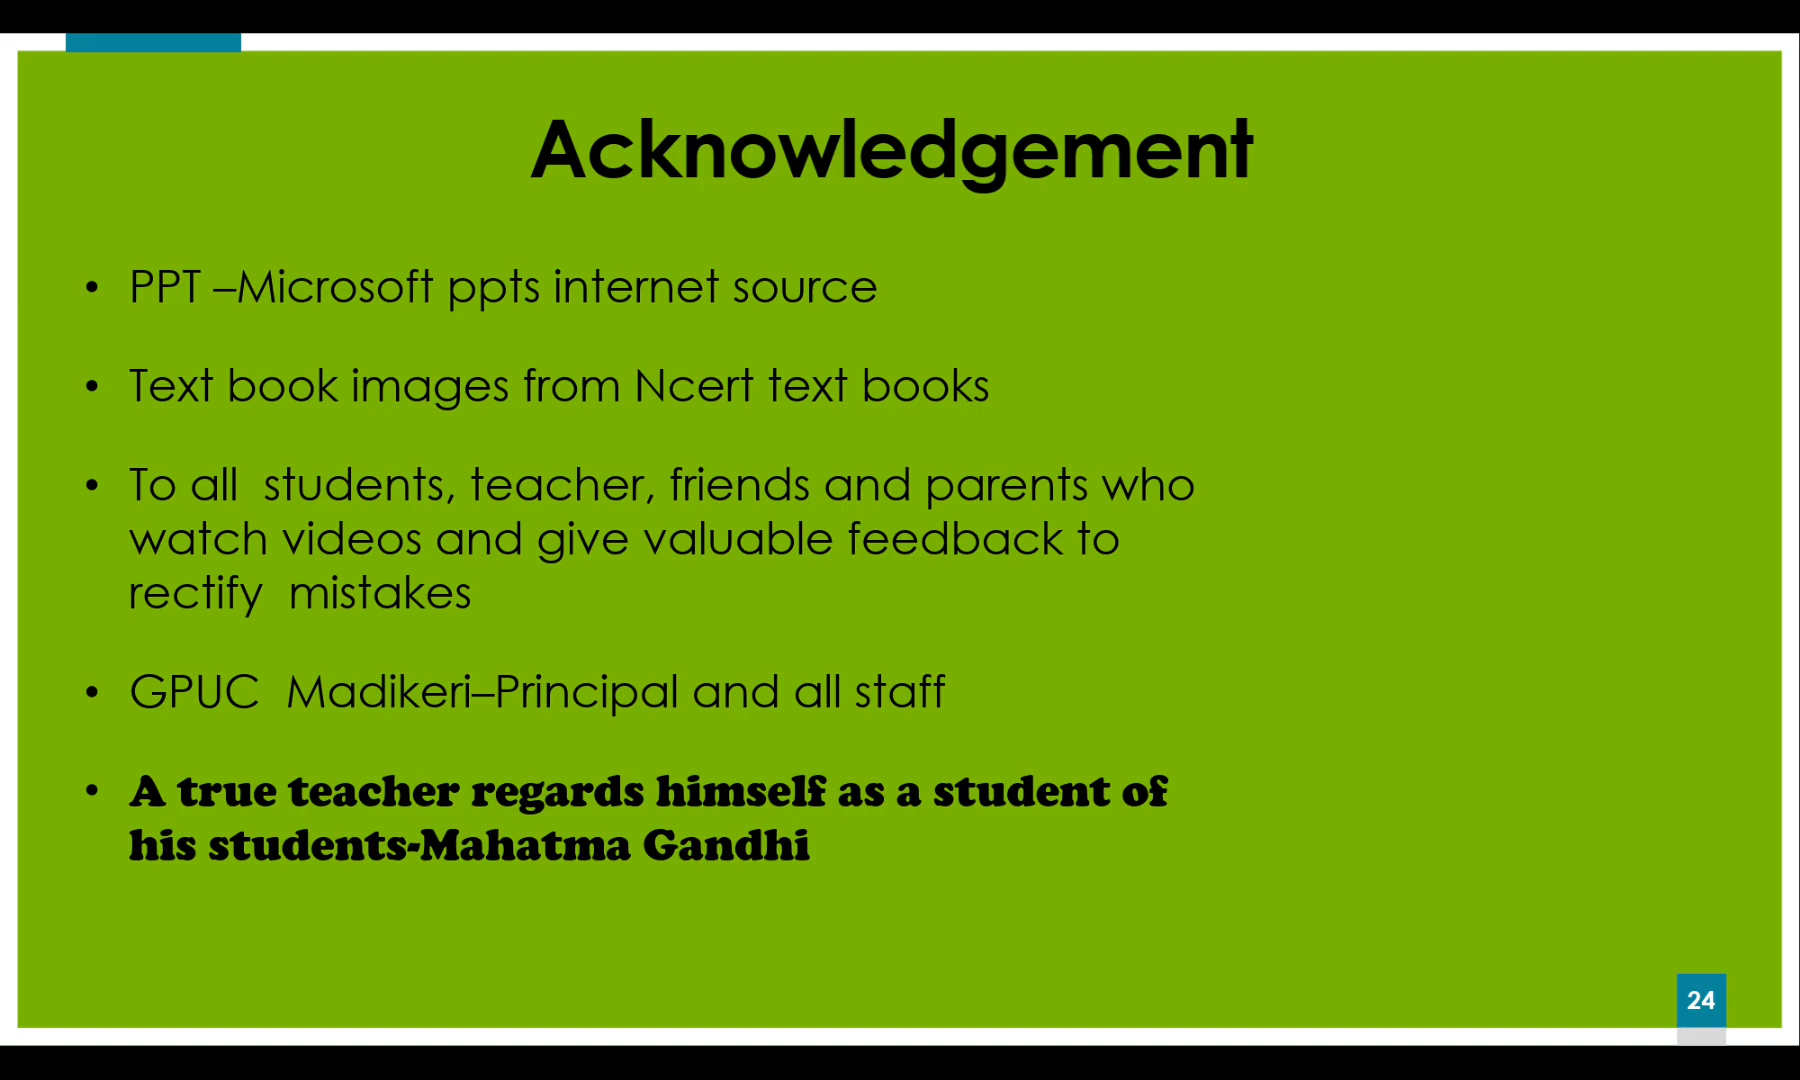 Acknowledgement
• PPT –Microsoft ppts internet source
• Text book images from Ncert text books
• To all  students, teacher, friends and parents who
watch videos and give valuable feedback to
rectify  mistakes
• GPUC  Madikeri–Principal and all staff
• A true teacher regards himself as a student of
his students-Mahatma Gandhi
24